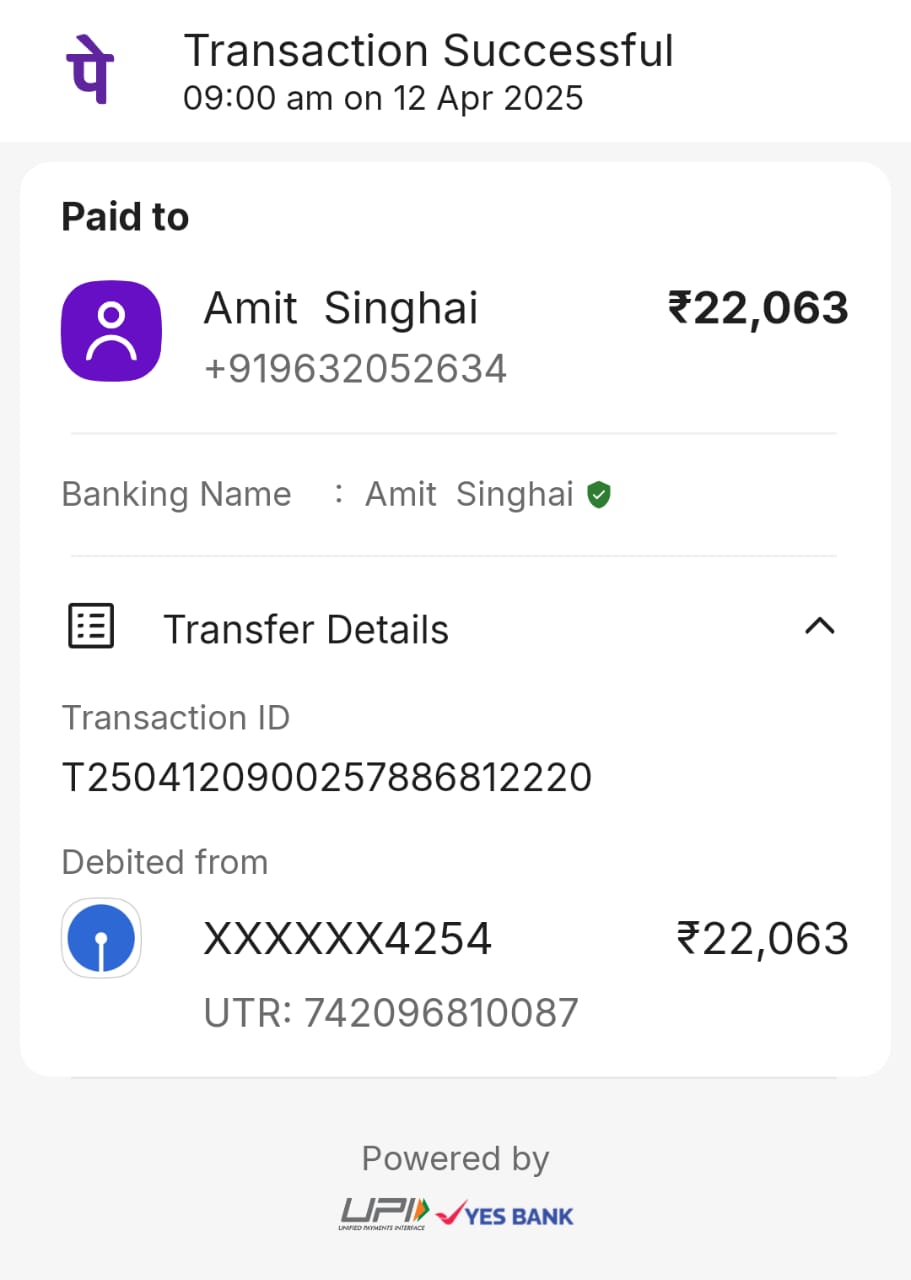 पे
Transaction Successful
09:00 am on 12 Apr 2025
Paid to
Amit Singhai ₹22,063
+919632052634
Banking Name : Amit Singhai
Transfer Details
Transaction ID
T2504120900257886812220
Debited from
XXXXXX4254 ₹22,063
UTR: 742096810087
Powered by
UPI YES BANK
UNIFIED PAYMENTS INTERFACE